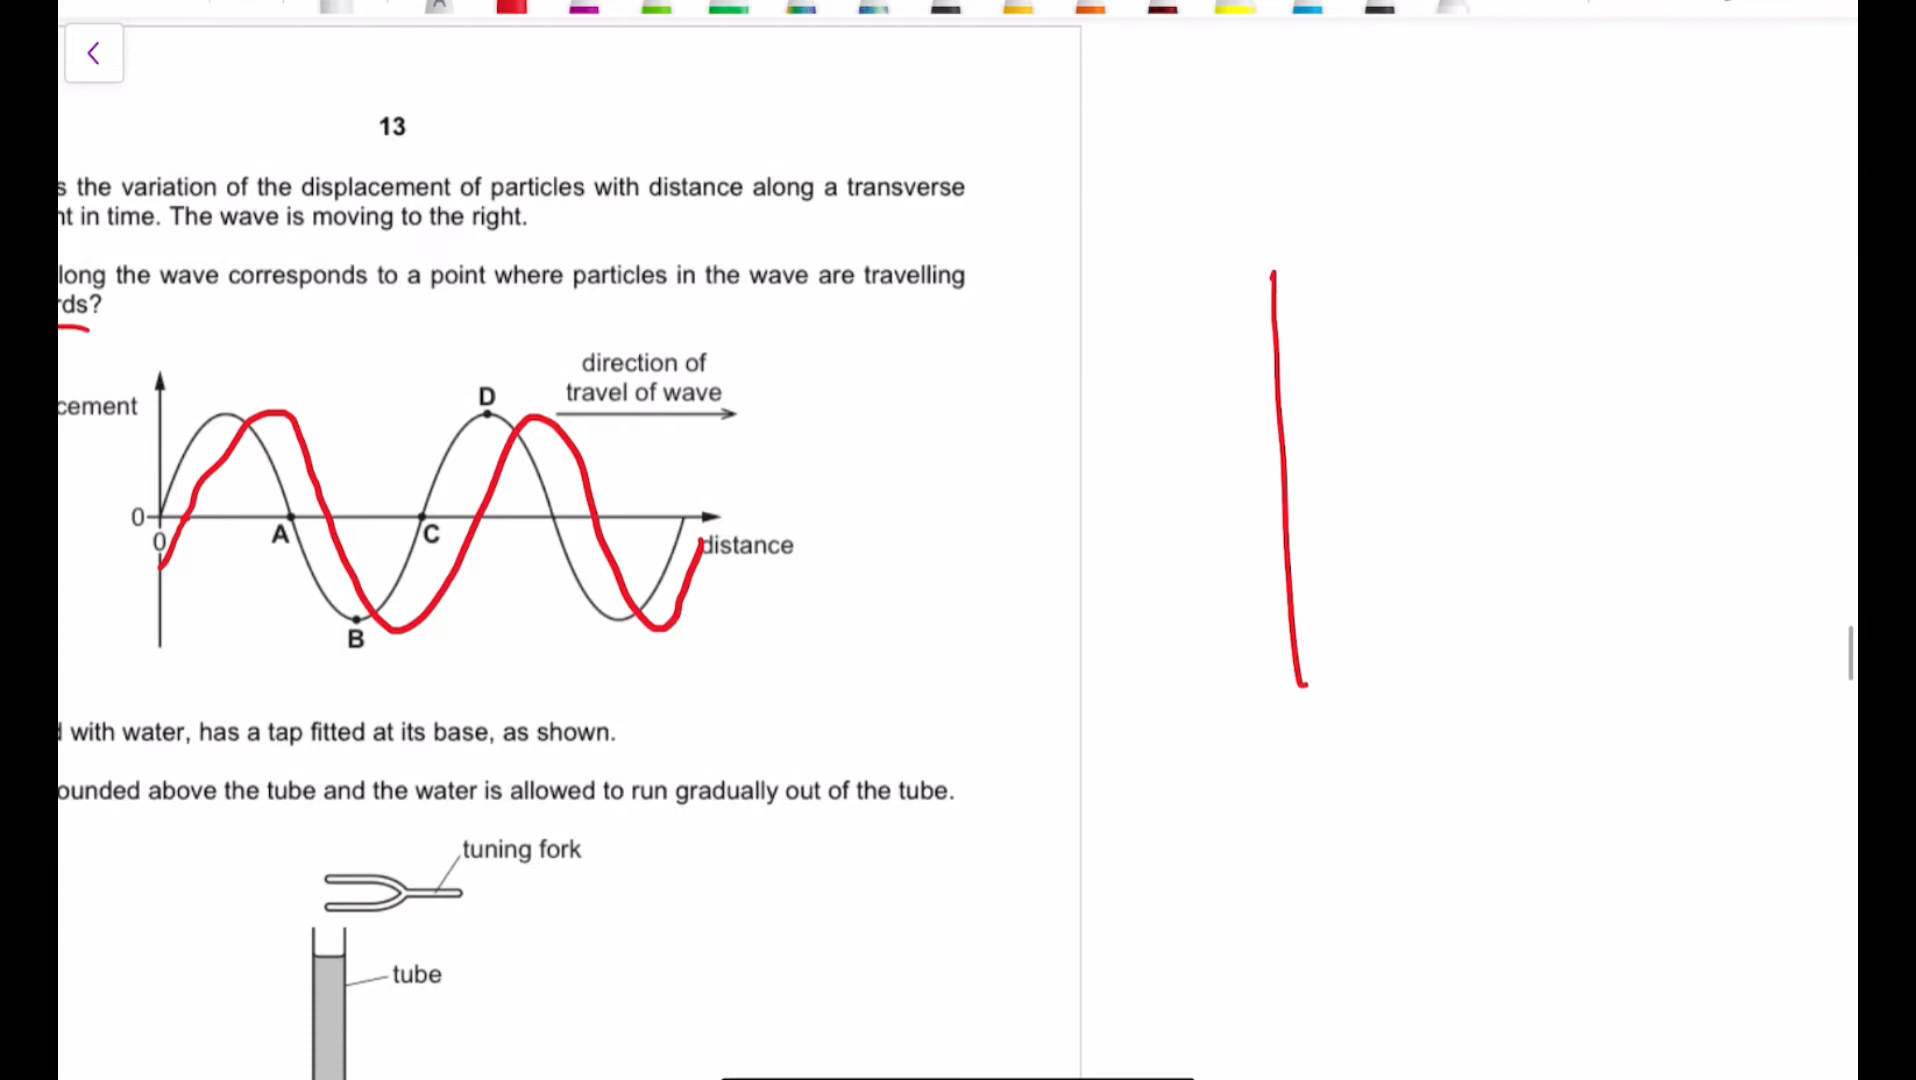 13
s the variation of the displacement of particles with distance along a transverse
nt in time. The wave is moving to the right.
long the wave corresponds to a point where particles in the wave are travelling
rds?
direction of
travel of wave
D
cement
0
0
A
C
distance
B
with water, has a tap fitted at its base, as shown.
ounded above the tube and the water is allowed to run gradually out of the tube.
tuning fork
tube